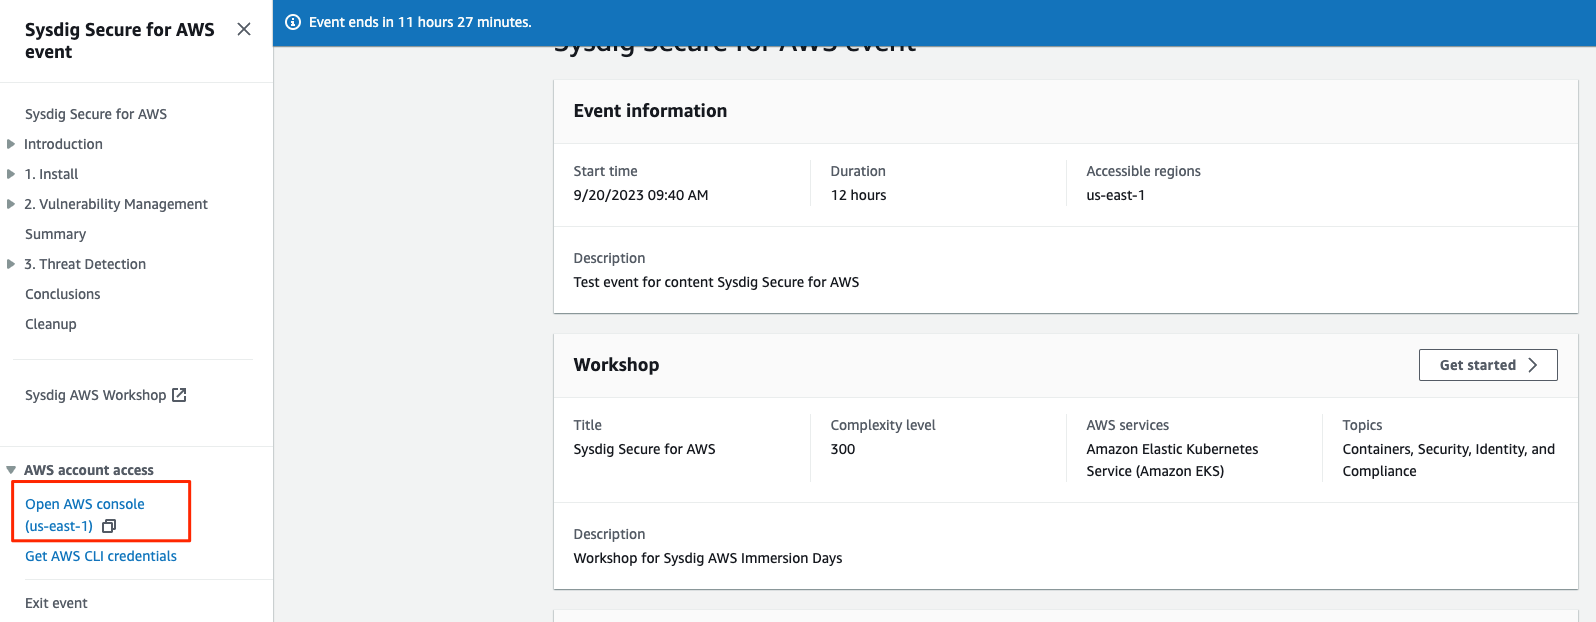 Sysdig Secure for AWS
event
Sysdig Secure for AWS
Introduction
1. Install
2. Vulnerability Management
Summary
3. Threat Detection
Conclusions
Cleanup
Sysdig AWS Workshop
AWS account access
Open AWS console
(us-east-1)
Get AWS CLI credentials
Exit event
Event ends in 11 hours 27 minutes.
Sysdig Secure for AWS event
Event information
Start time
9/20/2023 09:40 AM
Duration
12 hours
Accessible regions
us-east-1
Description
Test event for content Sysdig Secure for AWS
Workshop
Get started
Title
Sysdig Secure for AWS
Complexity level
300
AWS services
Amazon Elastic Kubernetes
Service (Amazon EKS)
Topics
Containers, Security, Identity, and
Compliance
Description
Workshop for Sysdig AWS Immersion Days